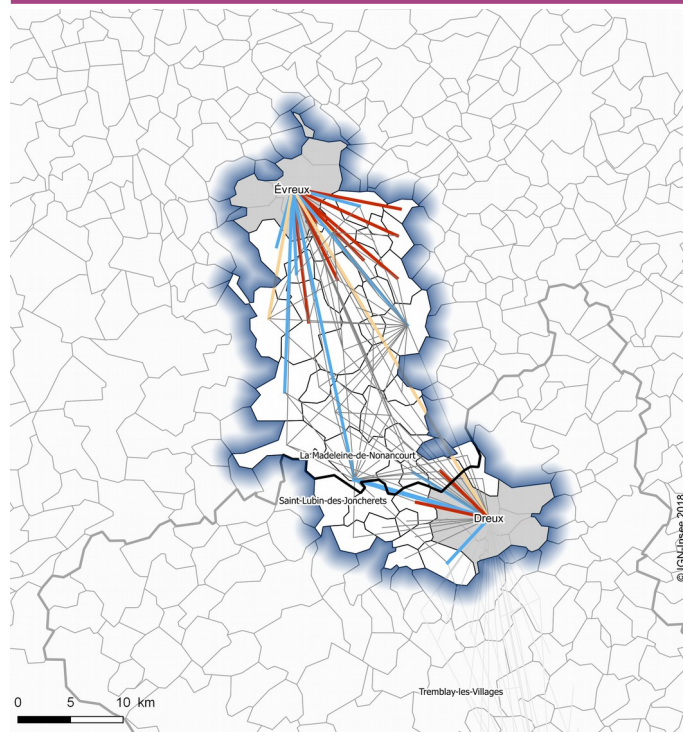 Évreux
La Madeleine-de-Nonancourt
Saint-Lubin-des-Joncherets
Dreux
© IGN-Insee 2018
Tremblay-les-Villages
0 5 10 km